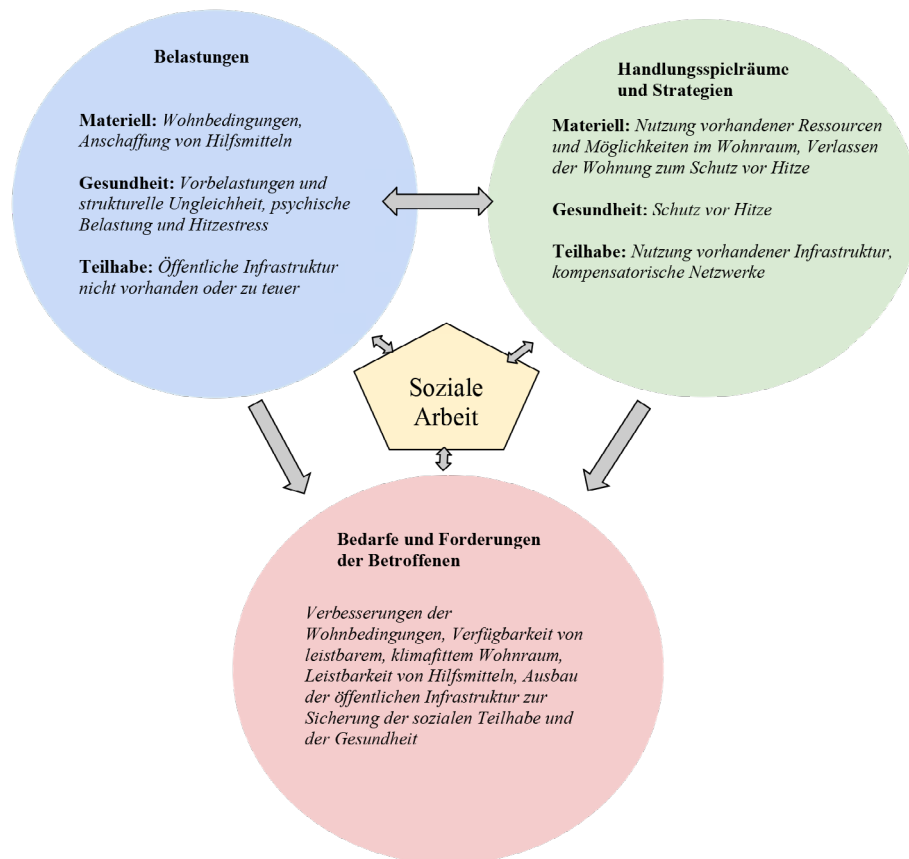 Belastungen
Materiell: Wohnbedingungen,
Anschaffung von Hilfsmitteln
Gesundheit: Vorbelastungen und
strukturelle Ungleichheit, psychische
Belastung und Hitzestress
Teilhabe: Öffentliche Infrastruktur
nicht vorhanden oder zu teuer
Handlungsspielräume
und Strategien
Materiell: Nutzung vorhandener Ressourcen
und Möglichkeiten im Wohnraum, Verlassen
der Wohnung zum Schutz vor Hitze
Gesundheit: Schutz vor Hitze
Teilhabe: Nutzung vorhandener Infrastruktur,
kompensatorische Netzwerke
Soziale
Arbeit
Bedarfe und Forderungen
der Betroffenen
Verbesserungen der
Wohnbedingungen, Verfügbarkeit von
leistbarem, klimafittem Wohnraum,
Leistbarkeit von Hilfsmitteln, Ausbau
der öffentlichen Infrastruktur zur
Sicherung der sozialen Teilhabe und
der Gesundheit